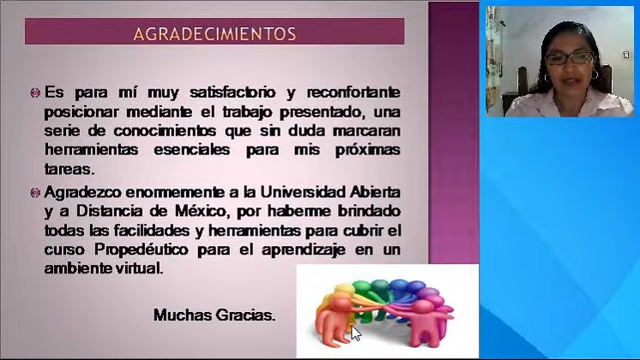 AGRADECIMIENTOS
Es para mí muy satisfactorio y reconfortante
posicionar mediante el trabajo presentado, una
serie de conocimientos que sin duda marcaran
herramientas esenciales para mis próximas
tareas.
Agradezco enormemente a la Universidad Abierta
y a Distancia de México, por haberme brindado
todas las facilidades y herramientas para cubrir el
curso Propedéutico para el aprendizaje en un
ambiente virtual.
Muchas Gracias.